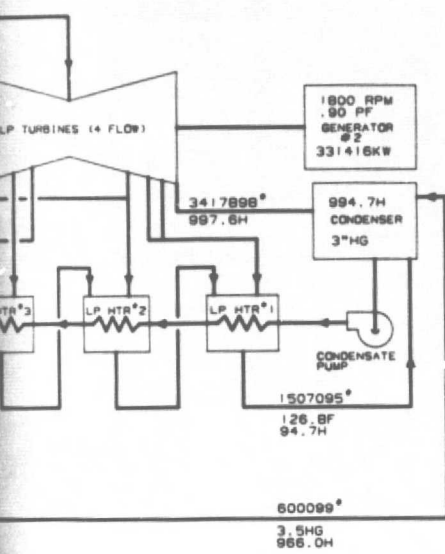 1800 RPM
.90 PF
LP TURBINES (4 FLOW)
GENERATOR
#2
331416KW
3417898#
997.6H
994.7H
CONDENSER
3"HG
HTR#3
LP HTR#2
LP HTR#1
CONDENSATE
PUMP
1507095#
126.8F
94.7H
600099#
3.5HG
966.0H